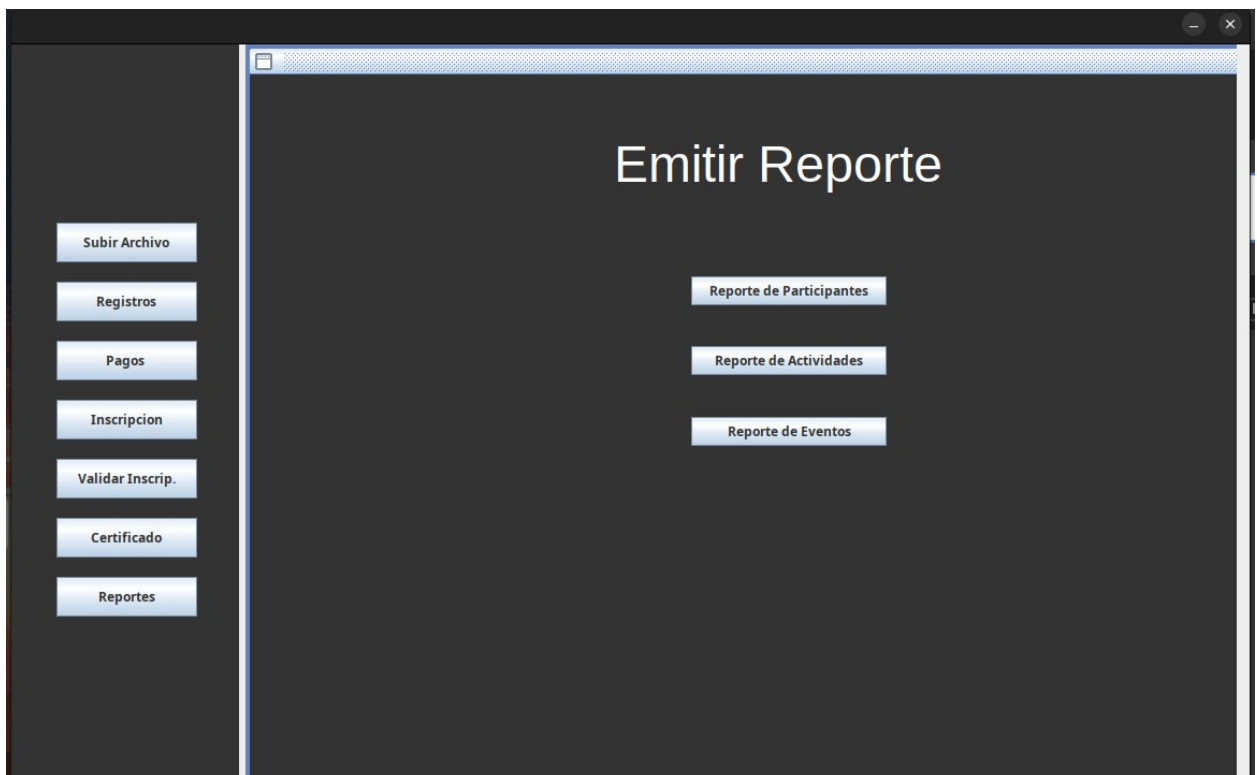 Subir Archivo
Registros
Pagos
Inscripcion
Validar Inscrip.
Certificado
Reportes
Emitir Reporte
Reporte de Participantes
Reporte de Actividades
Reporte de Eventos